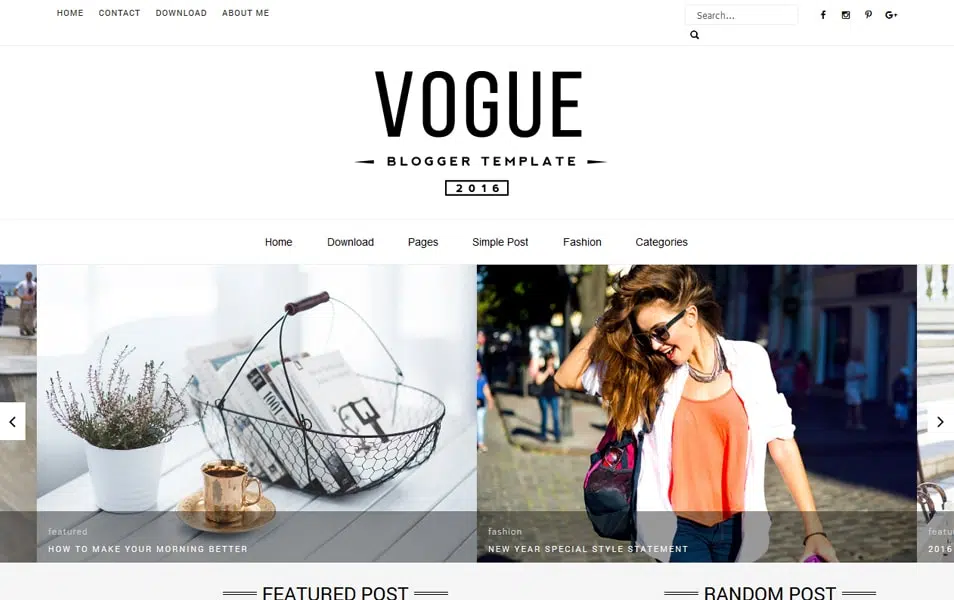 HOME CONTACT DOWNLOAD ABOUT ME
Search...
VOGUE
BLOGGER TEMPLATE
2016
Home Download Pages Simple Post Fashion Categories
featured
HOW TO MAKE YOUR MORNING BETTER
fashion
NEW YEAR SPECIAL STYLE STATEMENT
featu
2016
FEATURED POST
RANDOM POST